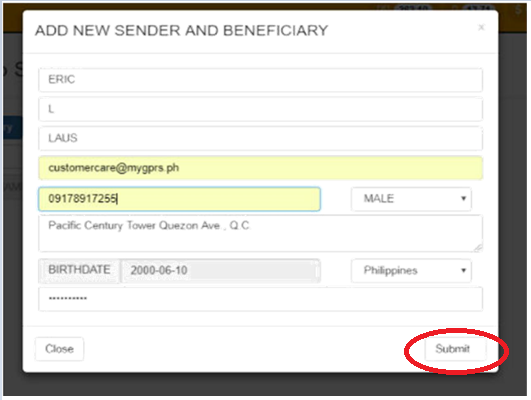 ADD NEW SENDER AND BENEFICIARY ×
ERIC
L
LAUS
customercare@mygprs.ph
09178917255 MALE
Pacific Century Tower Quezon Ave., Q.C
BIRTHDATE 2000-06-10 Philippines
••••••••••
Close Submit